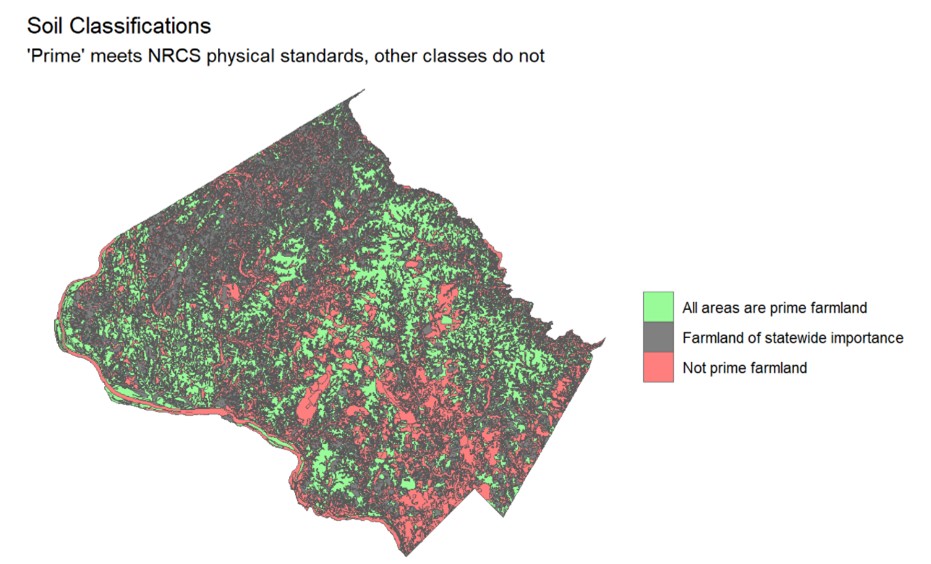 Soil Classifications
'Prime' meets NRCS physical standards, other classes do not
All areas are prime farmland
Farmland of statewide importance
Not prime farmland